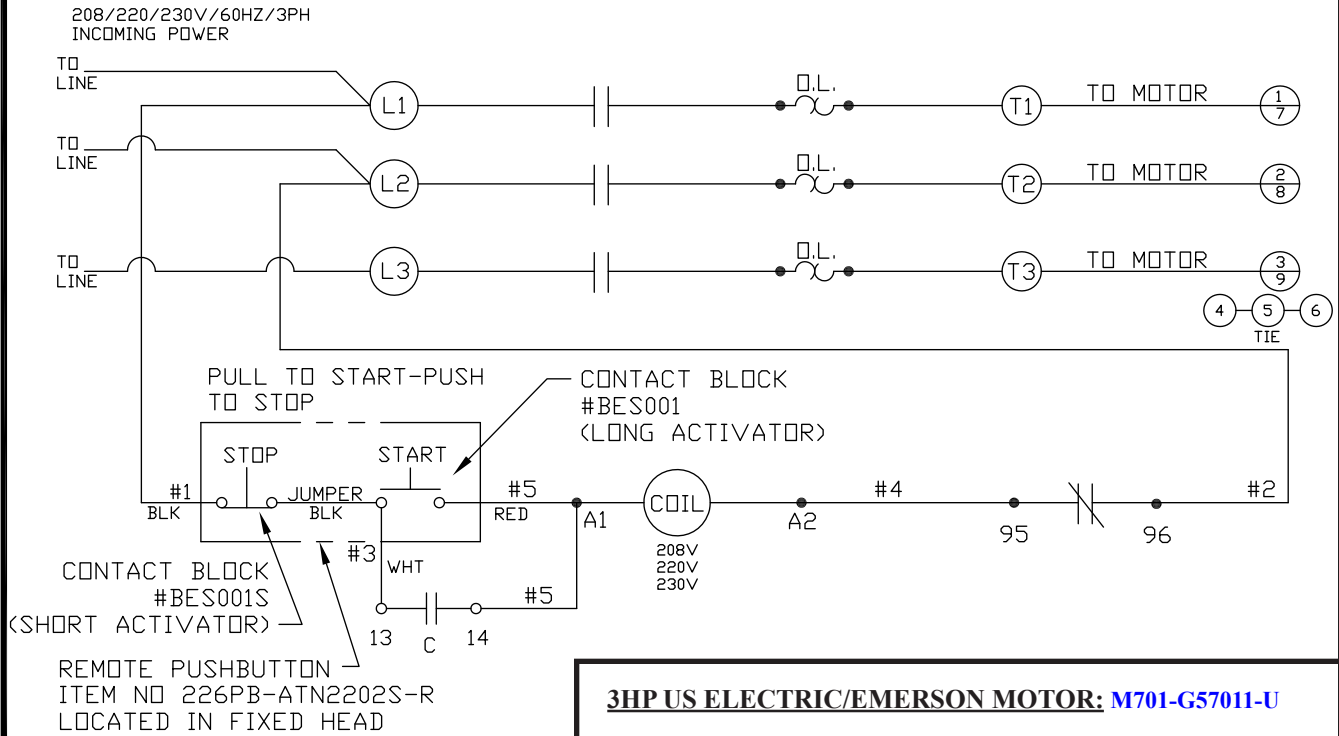 208/220/230V/60HZ/3PH
INCOMING POWER
TO
LINE
L1
O.L.
T1
TO MOTOR
1
7
TO
LINE
L2
O.L.
T2
TO MOTOR
2
8
TO
LINE
L3
O.L.
T3
TO MOTOR
3
9
4
5
6
TIE
PULL TO START-PUSH
TO STOP
CONTACT BLOCK
#BES001
(LONG ACTIVATOR)
STOP
START
#1
BLK
JUMPER
BLK
#5
RED
A1
COIL
208V
220V
230V
A2
#4
95
96
#2
#3
WHT
13
C
14
#5
CONTACT BLOCK
#BES001S
(SHORT ACTIVATOR)
REMOTE PUSHBUTTON
ITEM NO 226PB-ATN2202S-R
LOCATED IN FIXED HEAD
3HP US ELECTRIC/EMERSON MOTOR: M701-G57011-U